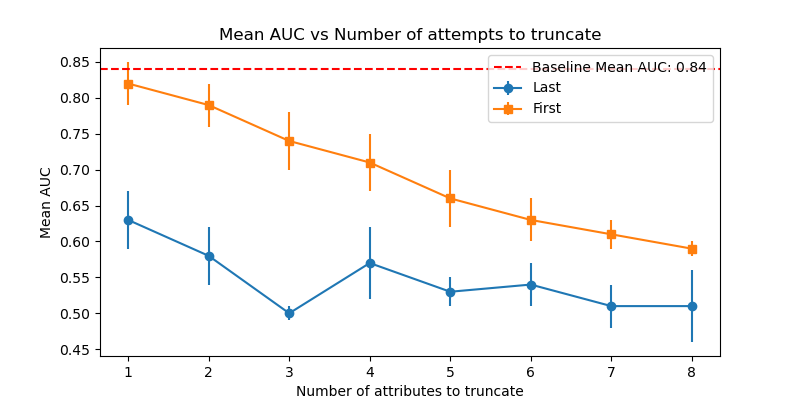 Mean AUC vs Number of attempts to truncate
Baseline Mean AUC: 0.84
Last
First
Mean AUC
0.85
0.80
0.75
0.70
0.65
0.60
0.55
0.50
0.45
1 2 3 4 5 6 7 8
Number of attributes to truncate